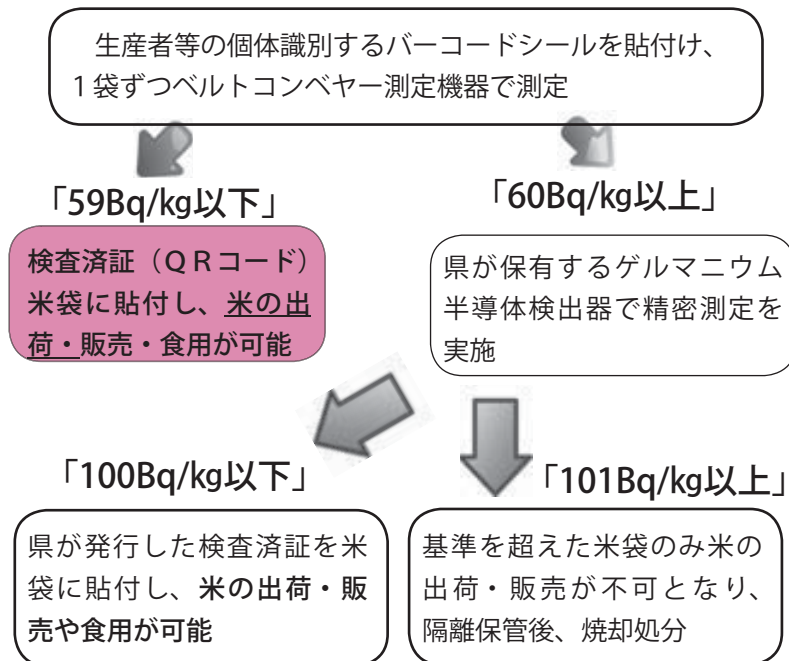 生産者等の個体識別するバーコードシールを貼付け、
１袋ずつベルトコンベヤー測定機器で測定
「59Bq/kg以下」
「60Bq/kg以上」
検査済証（ＱＲコード）
米袋に貼付し、米の出
荷・販売・食用が可能
県が保有するゲルマニウム
半導体検出器で精密測定を
実施
「100Bq/kg以下」
「101Bq/kg以上」
県が発行した検査済証を米
袋に貼付し、米の出荷・販
売や食用が可能
基準を超えた米袋のみ米の
出荷・販売が不可となり、
隔離保管後、焼却処分